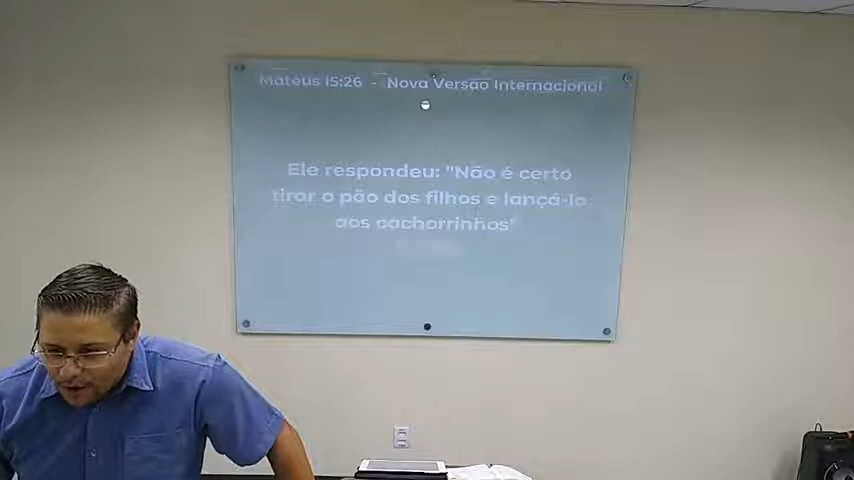 Mateus 15:26 - Nova Versão Internacional
Ele respondeu: "Não é certo
tirar o pão dos filhos e lançá-lo
aos cachorrinhos"